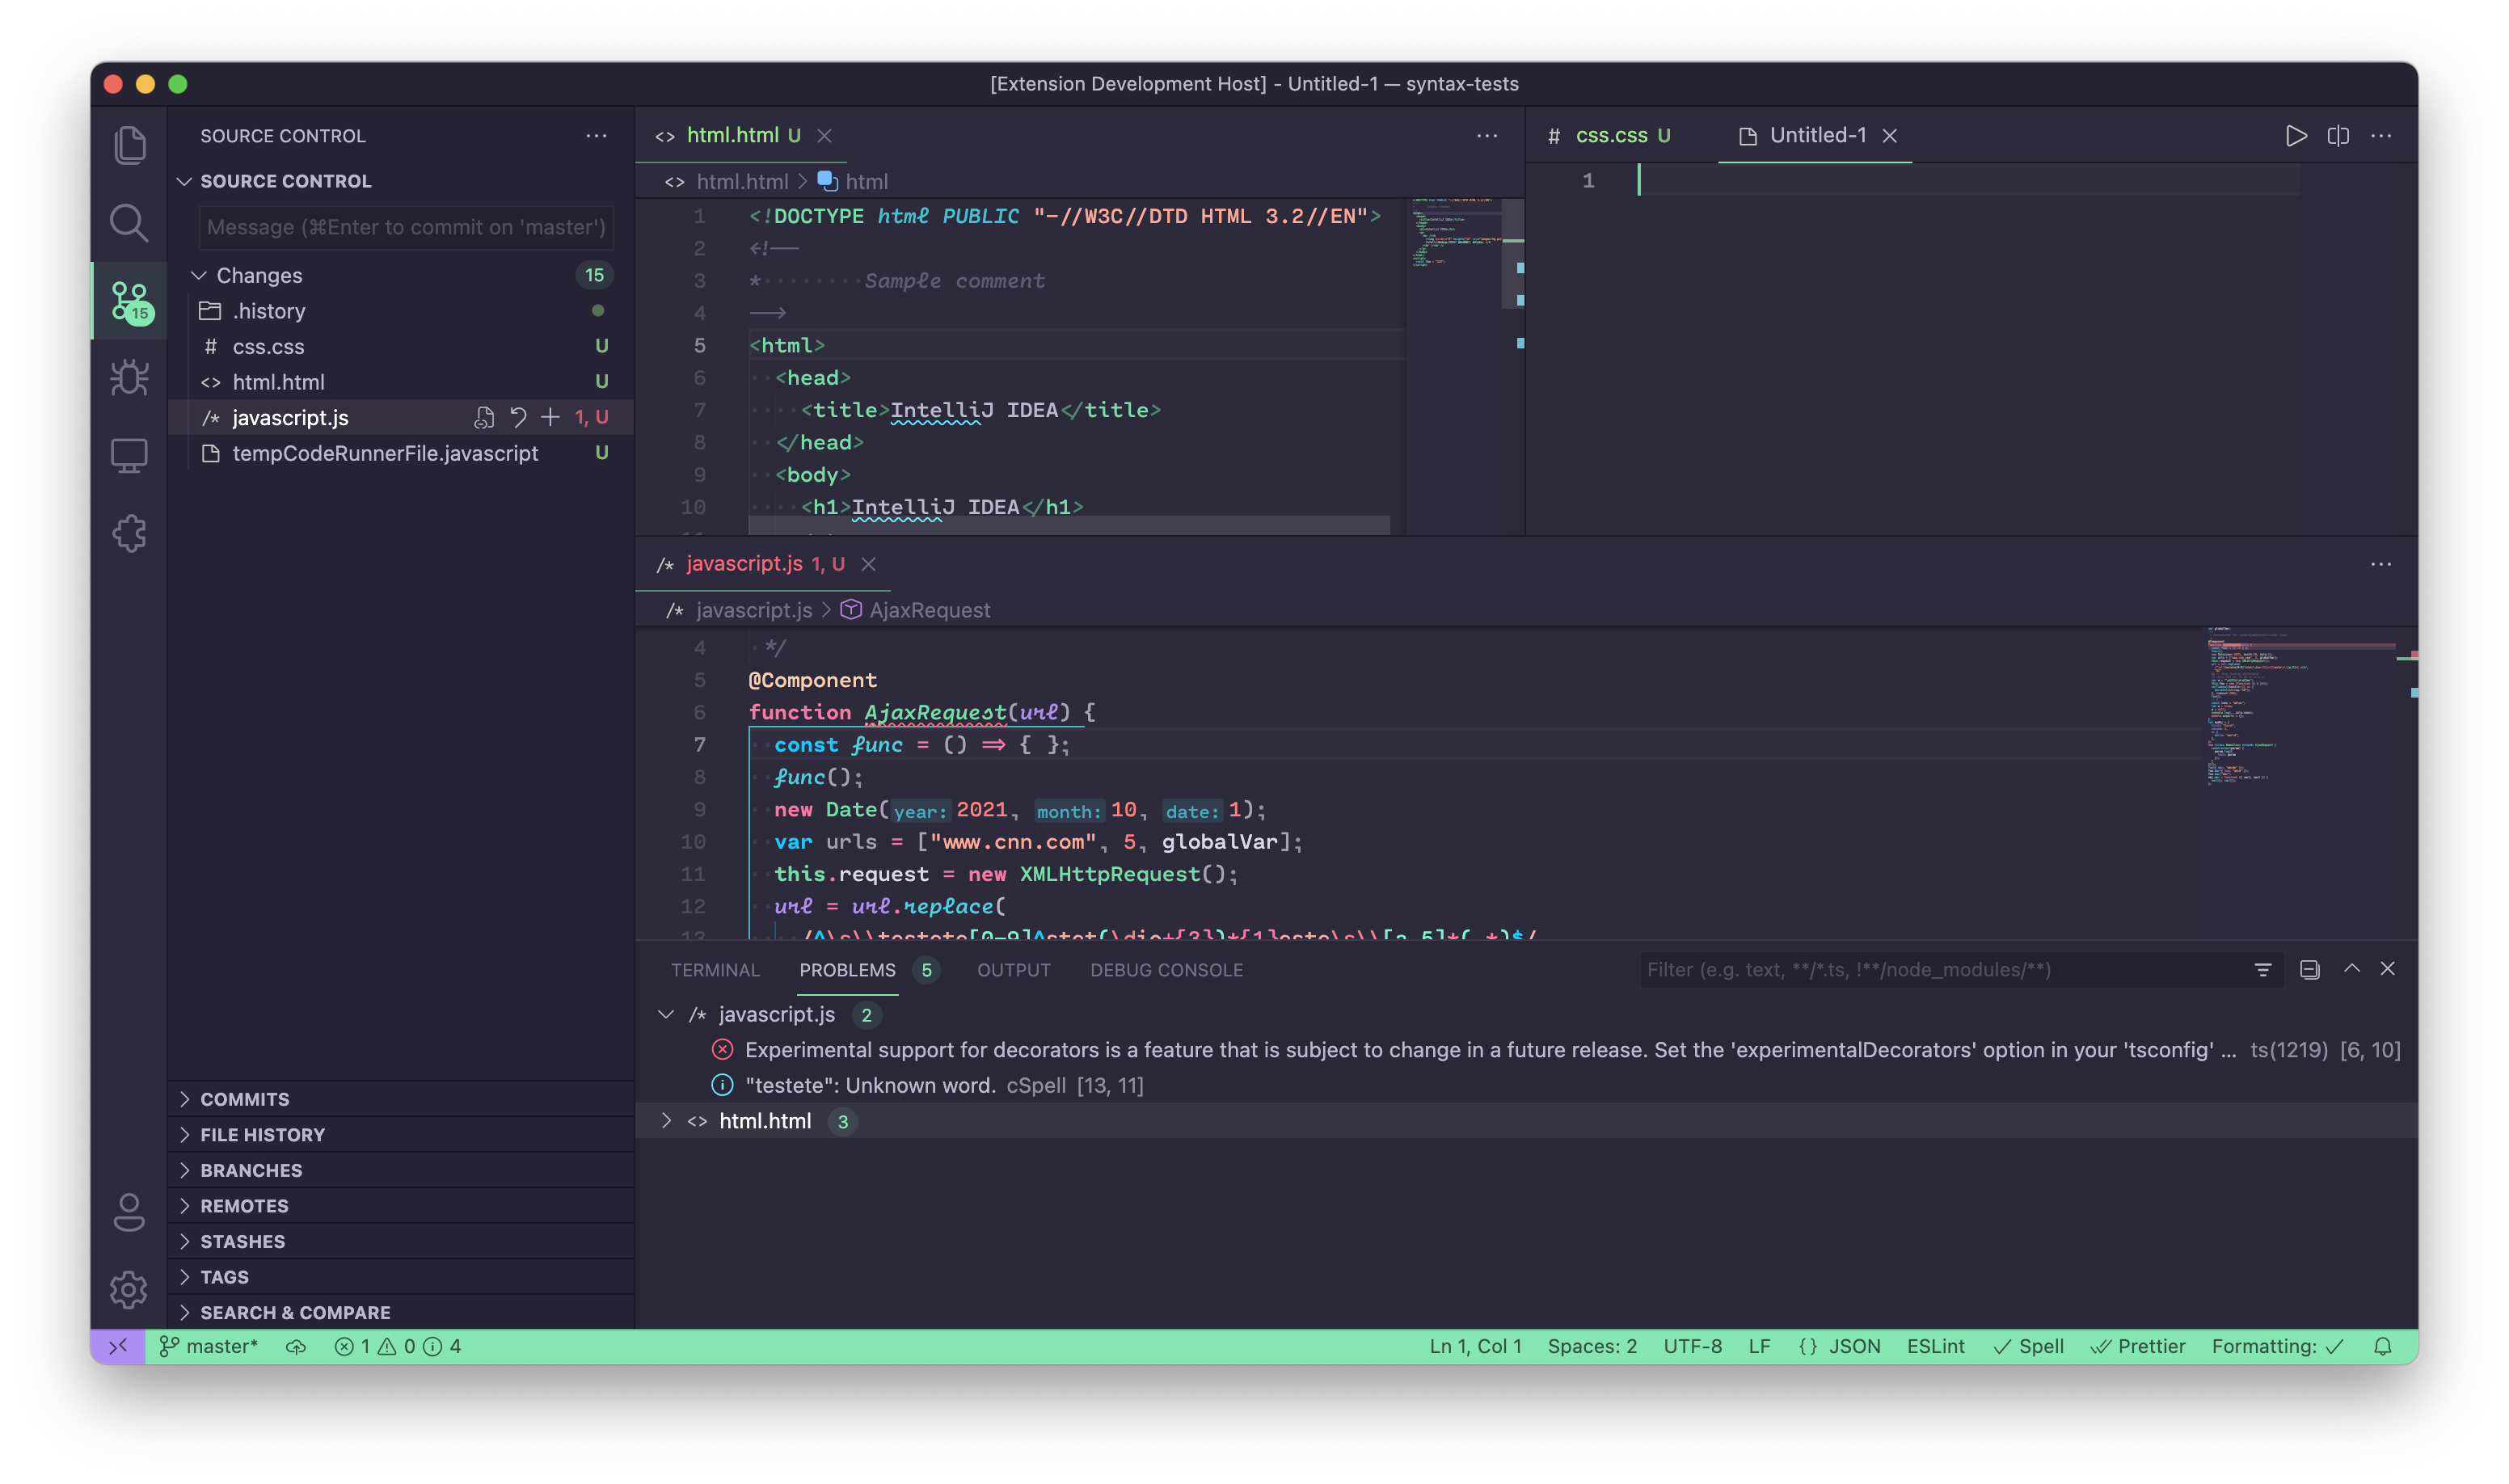 [Extension Development Host] - Untitled-1 — syntax-tests
SOURCE CONTROL
SOURCE CONTROL
Message (⌘Enter to commit on 'master')
Changes 15
.history
# css.css U
<> html.html U
/* javascript.js 1, U
tempCodeRunnerFile.javascript U
15
COMMITS
FILE HISTORY
BRANCHES
REMOTES
STASHES
TAGS
SEARCH & COMPARE
<> html.html U
<> html.html > html
1 <!DOCTYPE html PUBLIC "-//W3C//DTD HTML 3.2//EN">
2 <!--
3 * Sample comment
4 -->
5 <html>
6 <head>
7 <title>IntelliJ IDEA</title>
8 </head>
9 <body>
10 <h1>IntelliJ IDEA</h1>
# css.css U Untitled-1
1
/* javascript.js 1, U
/* javascript.js > AjaxRequest
4 */
5 @Component
6 function AjaxRequest(url) {
7 const func = () => { };
8 func();
9 new Date(year: 2021, month: 10, date: 1);
10 var urls = ["www.cnn.com", 5, globalVar];
11 this.request = new XMLHttpRequest();
12 url = url.replace(
TERMINAL PROBLEMS 5 OUTPUT DEBUG CONSOLE
Filter (e.g. text, **/*.ts, !**/node_modules/**)
/* javascript.js 2
Experimental support for decorators is a feature that is subject to change in a future release. Set the 'experimentalDecorators' option in your 'tsconfig' ... ts(1219) [6, 10]
"testete": Unknown word. cSpell [13, 11]
<> html.html 3
master* 1 0 4
Ln 1, Col 1 Spaces: 2 UTF-8 LF {} JSON ESLint ✓ Spell Prettier Formatting: ✓